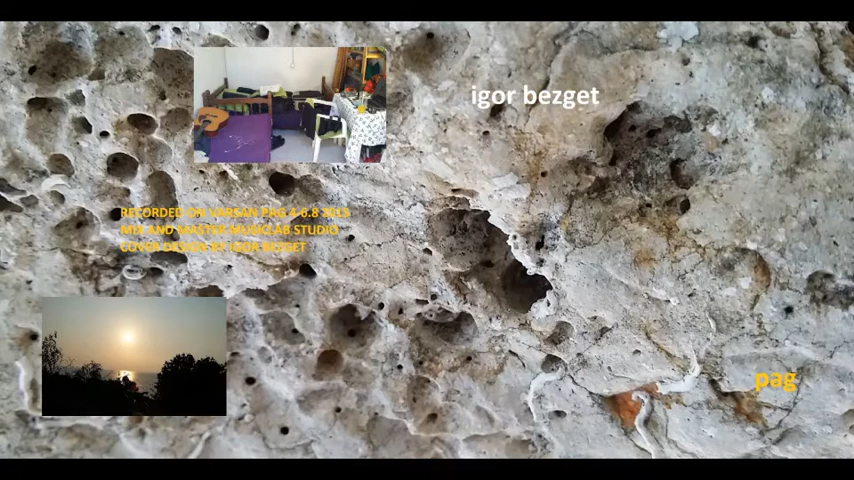 igor bezget
RECORDED ON VARSAN PAG 4-6.8 2013
MIX AND MASTER MUSICLAB STUDIO
COVER DESIGN BY IGOR BEZGET
pag